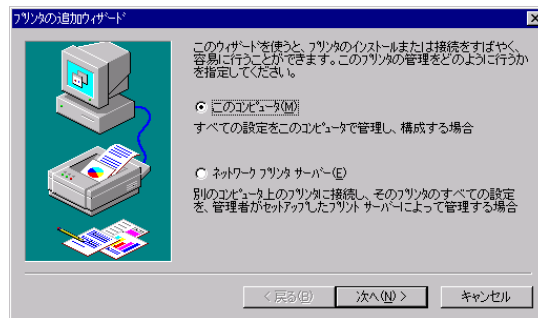 プリンタの追加ウィザード
このウィザードを使うと、プリンタのインストールまたは接続をすばやく、
容易に行うことができます。このプリンタの管理をどのように行うか
を指定してください。
このコンピュータ(M)
すべての設定をこのコンピュータで管理し、構成する場合
ネットワーク プリンタ サーバー(E)
別のコンピュータ上のプリンタに接続し、そのプリンタのすべての設定
を、管理者がセットアップしたプリント サーバーによって管理する場合
< 戻る(B)
次へ(N) >
キャンセル